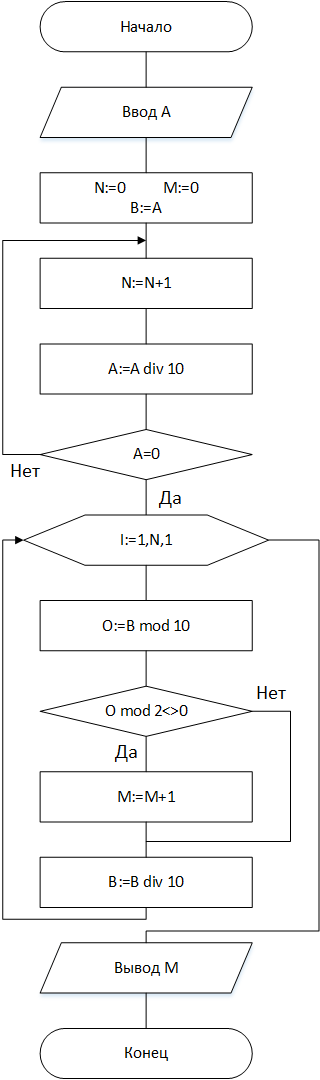 Начало
Ввод A
N:=0 M:=0
B:=A
N:=N+1
A:=A div 10
A=0
Нет
Да
I:=1,N,1
O:=B mod 10
Нет
O mod 2<>0
Да
M:=M+1
B:=B div 10
Вывод M
Конец